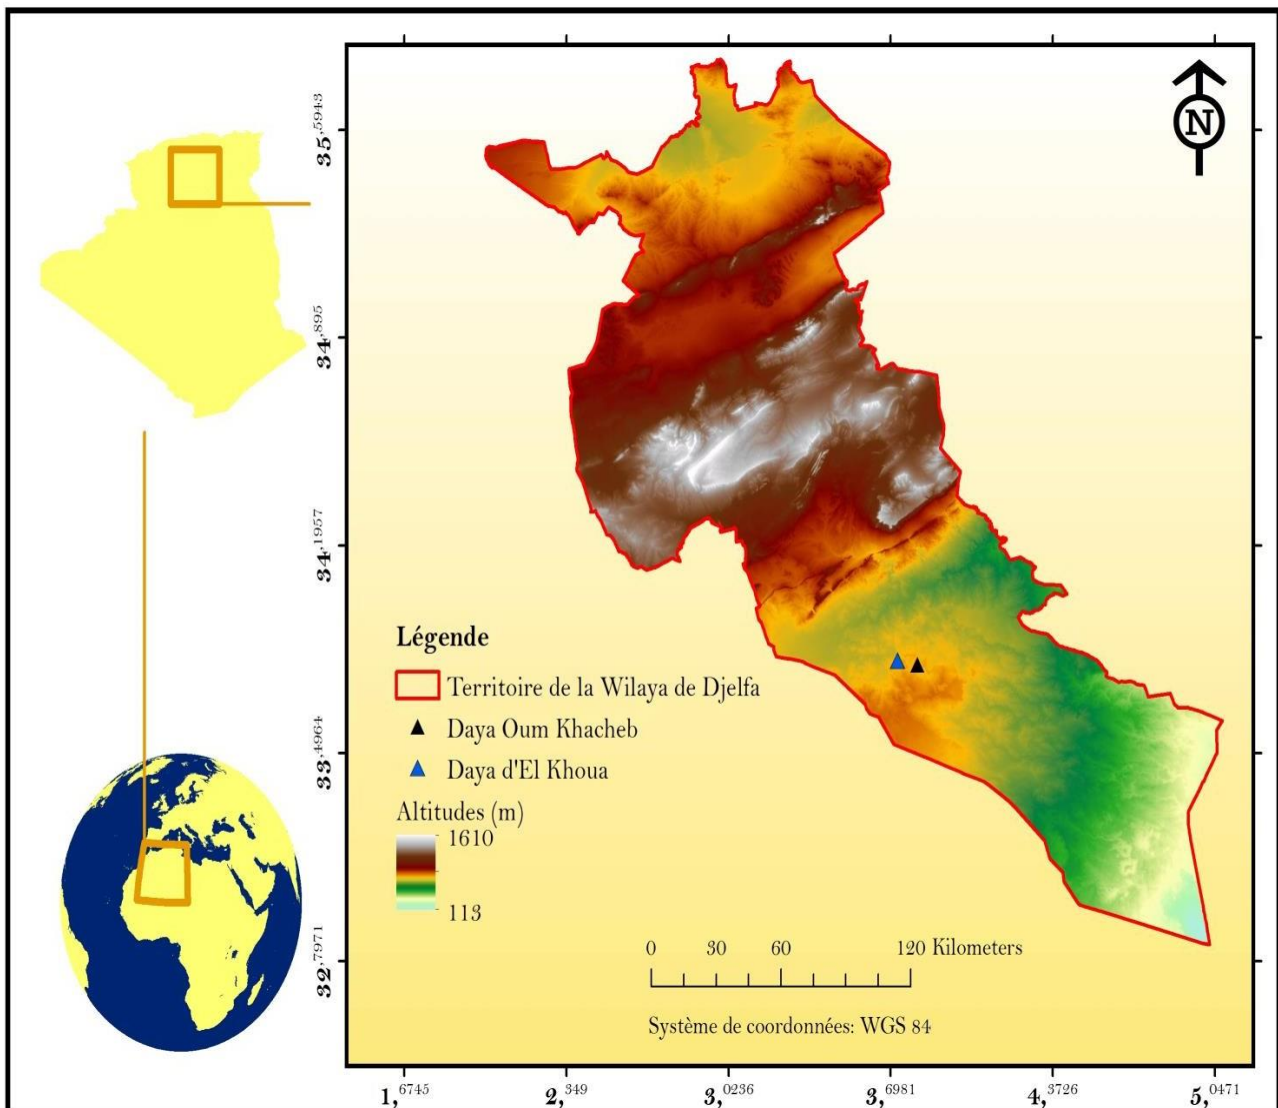 N
35,5943
34,895
34,1957
33,4964
32,7971
Légende
Territoire de la Wilaya de Djelfa
Daya Oum Khacheb
Daya d'El Khoua
Altitudes (m)
1610
113
0 30 60 120 Kilometers
Système de coordonnées: WGS 84
1,6745 2,349 3,0236 3,6981 4,3726 5,0471